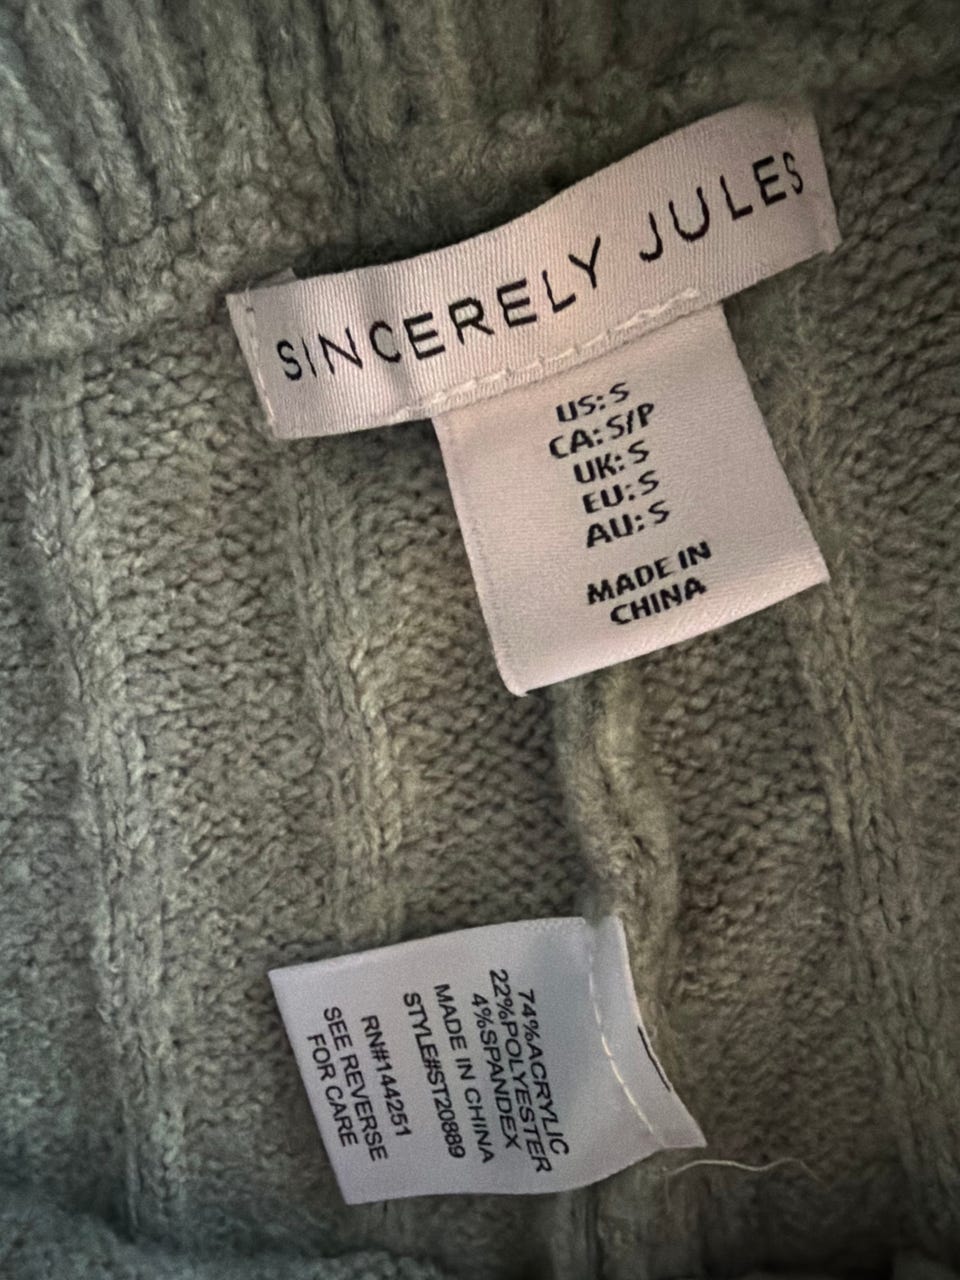 SINCERELY JULES
US: S
CA: S/P
UK: S
EU: S
AU: S
MADE IN
CHINA
74%ACRYLIC
22%POLYESTER
4%SPANDEX
MADE IN CHINA
STYLE#ST20889
RN#144251
SEE REVERSE
FOR CARE